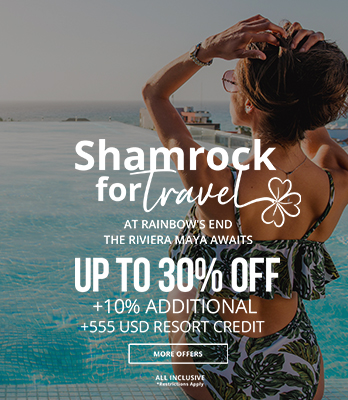 Shamrock
for travel
AT RAINBOW'S END
THE RIVIERA MAYA AWAITS
UP TO 30% OFF
+10% ADDITIONAL
+555 USD RESORT CREDIT
MORE OFFERS
ALL INCLUSIVE
*Restrictions Apply